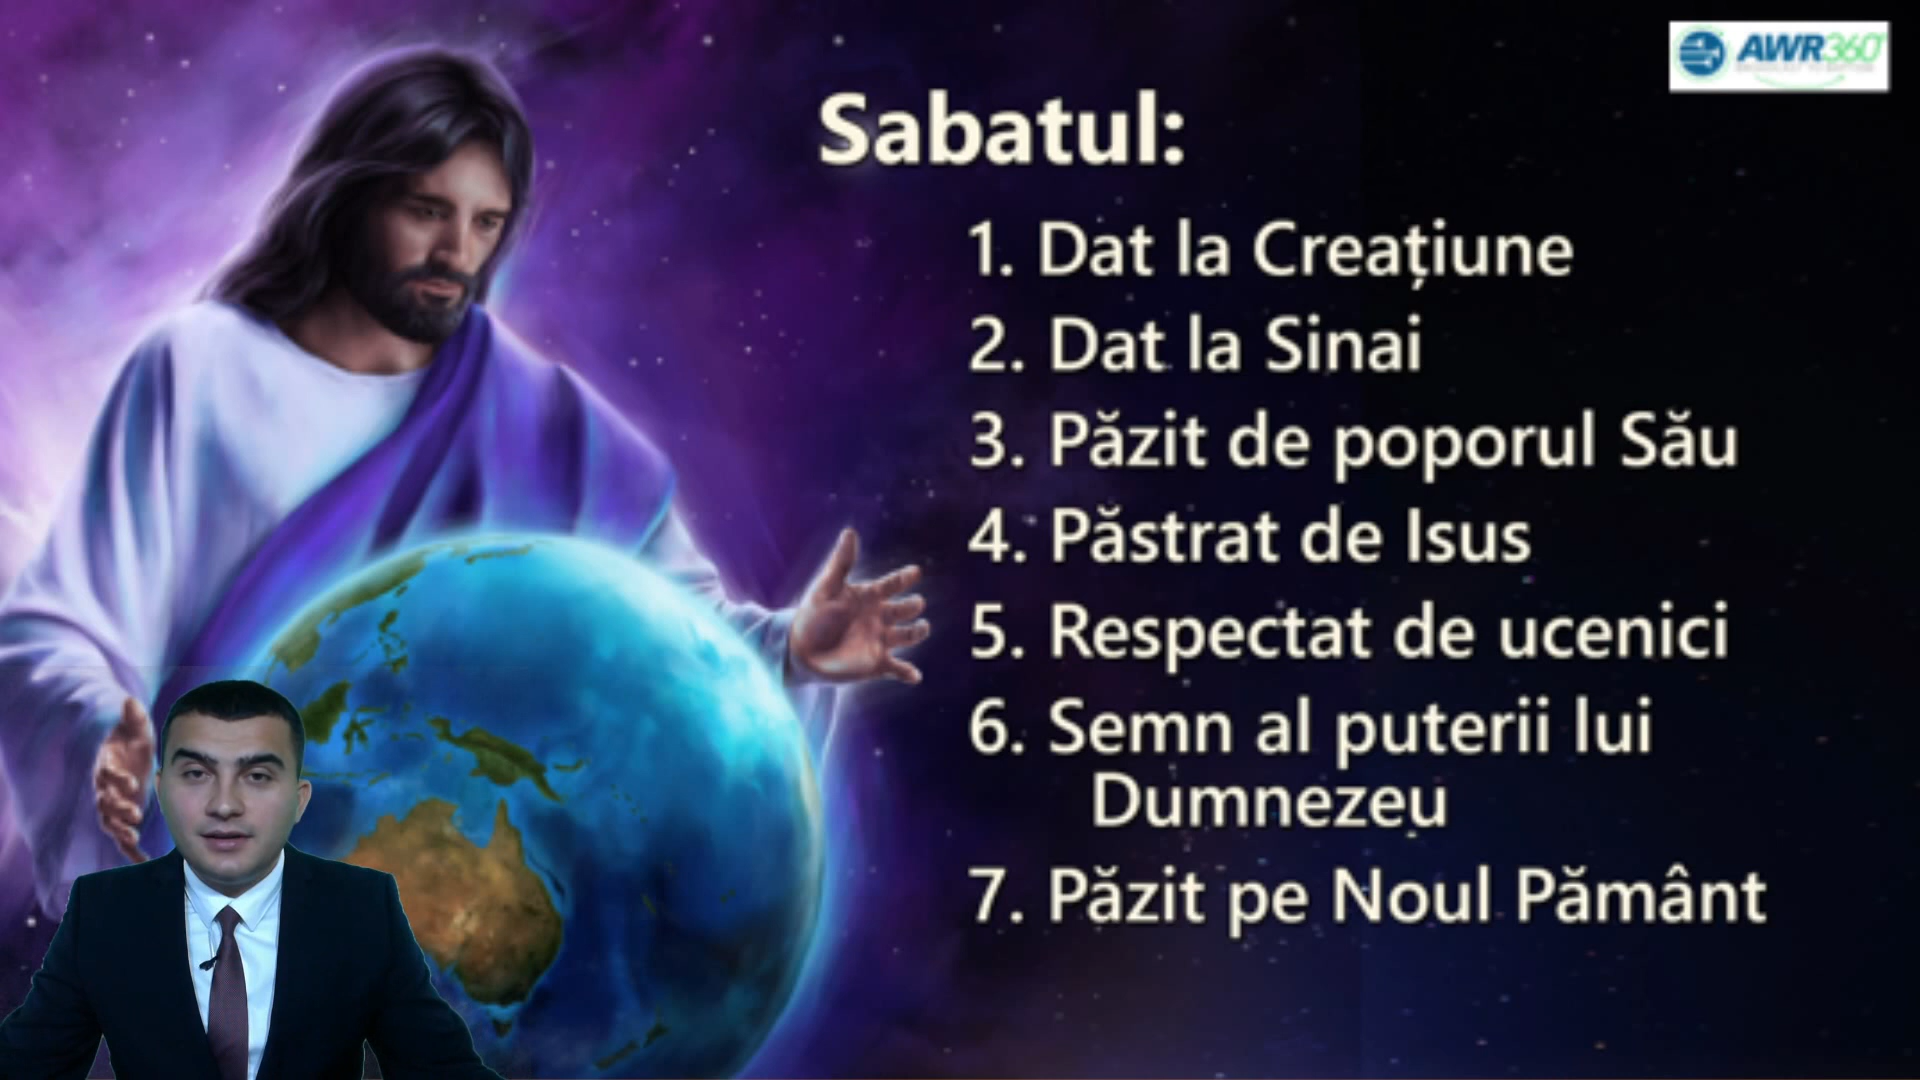 AWR360°
Sabatul:
1. Dat la Creațiune
2. Dat la Sinai
3. Păzit de poporul Său
4. Păstrat de Isus
5. Respectat de ucenici
6. Semn al puterii lui
Dumnezeu
7. Păzit pe Noul Pământ